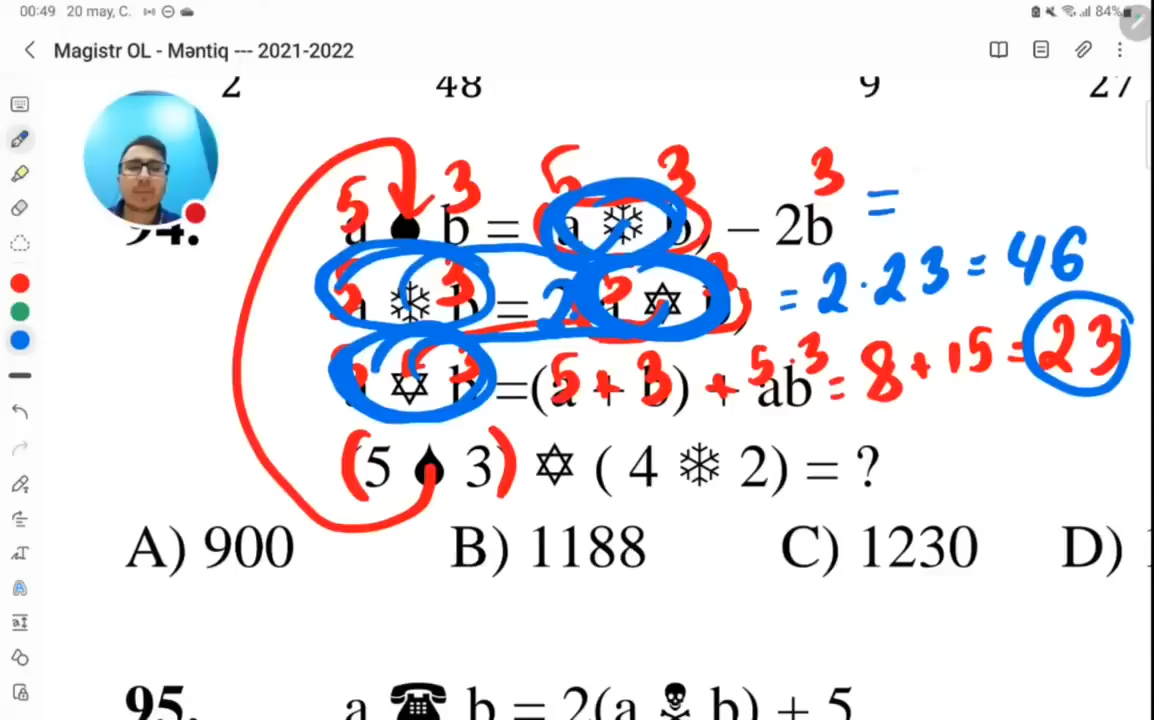 00:49 20 may, C. 84%
Magistr OL - Məntiq --- 2021-2022
2 48 9 27
5 3 5 3 3
94. a ♠ b = (a ❄ b) – 2b =
a ❄ b = 2(a ✡ b) = 2·23=46
a ✡ b =(a + b) + ab = 8+15=23
5 3 5 + 3 5·3
(5 ♠ 3) ✡ ( 4 ❄ 2) = ?
A) 900 B) 1188 C) 1230 D)
95. a ☎ b = 2(a ☠ b) + 5